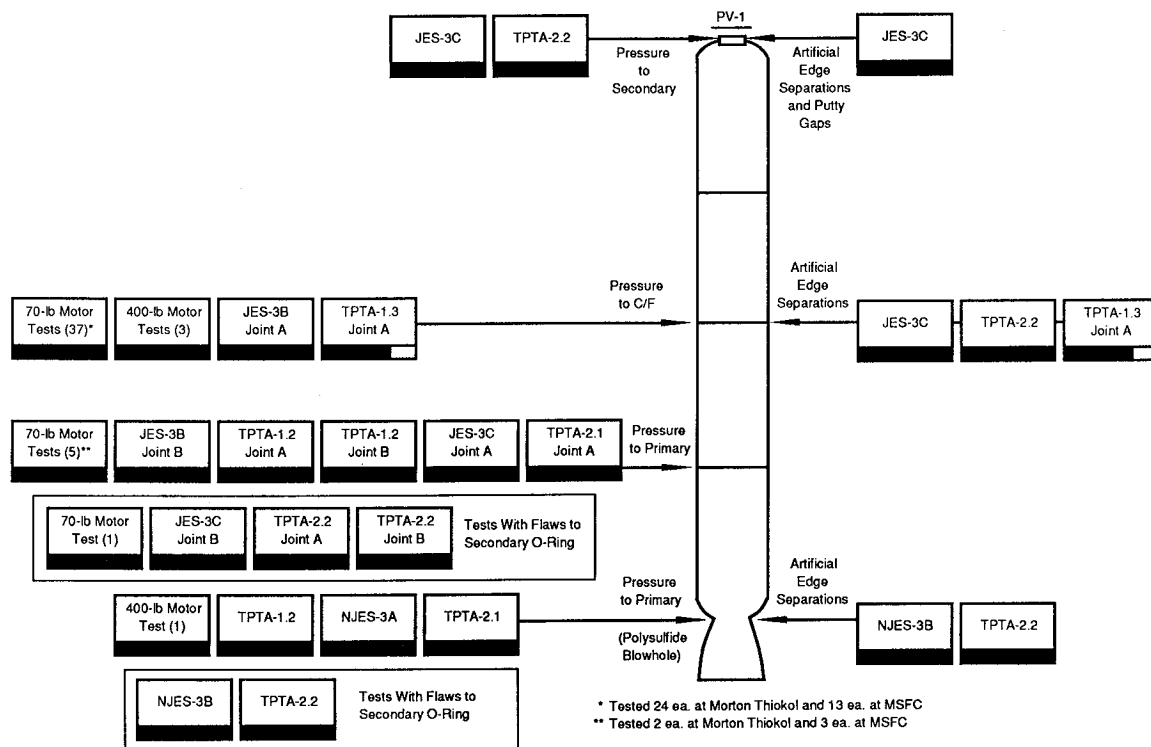 PV-1
JES-3C
TPTA-2.2
Pressure
to
Secondary
Artificial
Edge
Separations
and Putty
Gaps
JES-3C
70-lb Motor
Tests (37)*
400-lb Motor
Tests (3)
JES-3B
Joint A
TPTA-1.3
Joint A
Pressure
to C/F
Artificial
Edge
Separations
JES-3C
TPTA-2.2
TPTA-1.3
Joint A
70-lb Motor
Tests (5)**
JES-3B
Joint B
TPTA-1.2
Joint A
TPTA-1.2
Joint B
JES-3C
Joint A
TPTA-2.1
Joint A
Pressure
to Primary
70-lb Motor
Test (1)
JES-3C
Joint B
TPTA-2.2
Joint A
TPTA-2.2
Joint B
Tests With Flaws to
Secondary O-Ring
400-lb Motor
Test (1)
TPTA-1.2
NJES-3A
TPTA-2.1
Pressure
to Primary
(Polysulfide
Blowhole)
Artificial
Edge
Separations
NJES-3B
TPTA-2.2
NJES-3B
TPTA-2.2
Tests With Flaws to
Secondary O-Ring
* Tested 24 ea. at Morton Thiokol and 13 ea. at MSFC
** Tested 2 ea. at Morton Thiokol and 3 ea. at MSFC